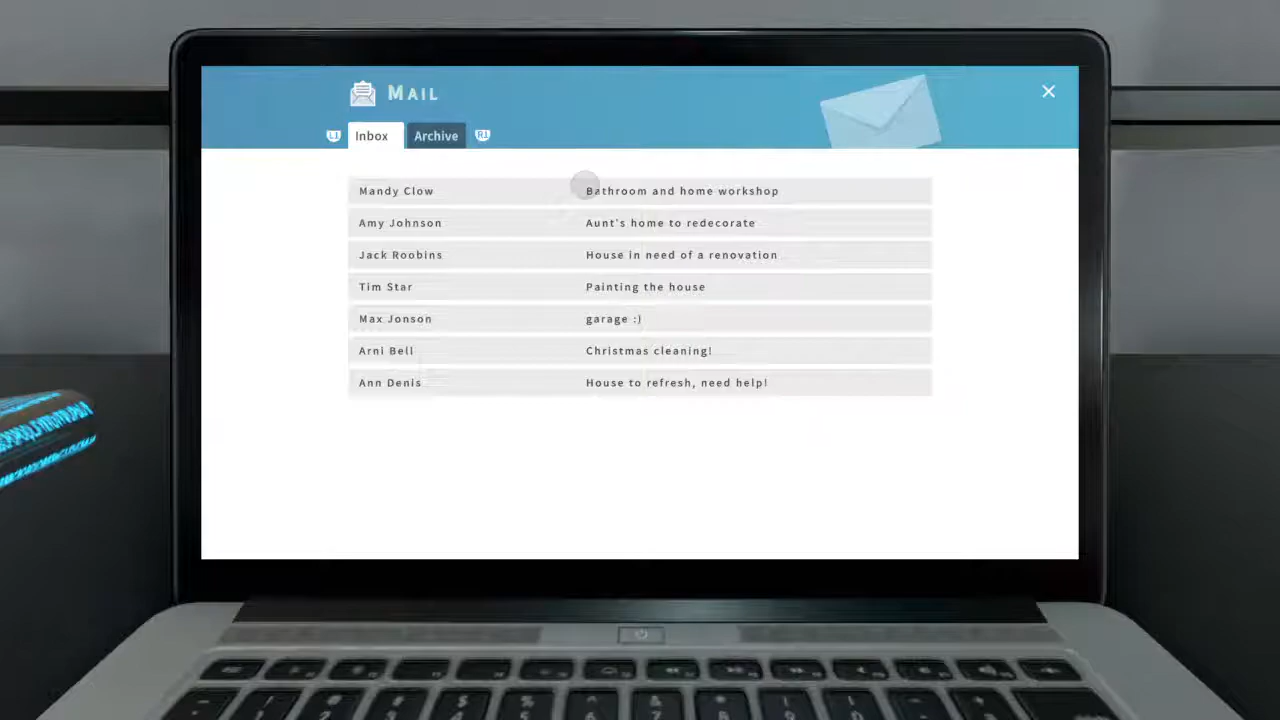 Mail
L1 Inbox Archive R1
Mandy Clow Bathroom and home workshop
Amy Johnson Aunt's home to redecorate
Jack Roobins House in need of a renovation
Tim Star Painting the house
Max Jonson garage :)
Arni Bell Christmas cleaning!
Ann Denis House to refresh, need help!